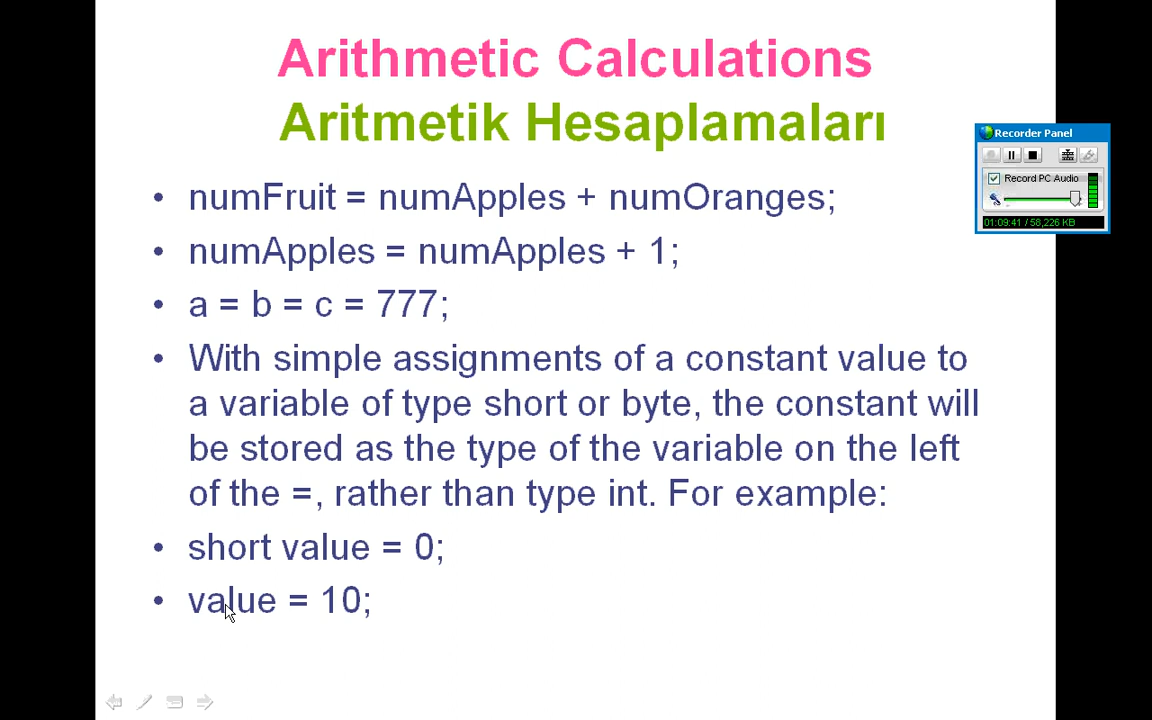 Arithmetic Calculations
Aritmetik Hesaplamaları
• numFruit = numApples + numOranges;
• numApples = numApples + 1;
• a = b = c = 777;
• With simple assignments of a constant value to
a variable of type short or byte, the constant will
be stored as the type of the variable on the left
of the =, rather than type int. For example:
• short value = 0;
• value = 10;
Recorder Panel
Record PC Audio
01:09:41 / 58,226 KB